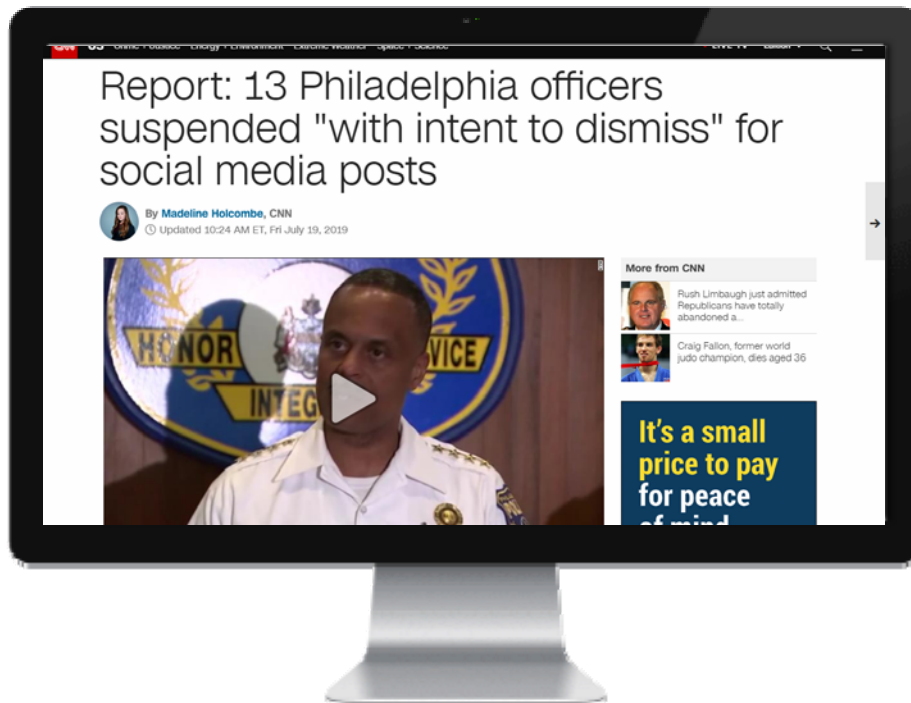 Report: 13 Philadelphia officers
suspended "with intent to dismiss" for
social media posts
By Madeline Holcombe, CNN
Updated 10:24 AM ET, Fri July 19, 2019
HONOR
INTEG
VICE
More from CNN
Rush Limbaugh just admitted
Republicans have totally
abandoned a...
Craig Fallon, former world
judo champion, dies aged 36
It's a small
price to pay
for peace
of mind